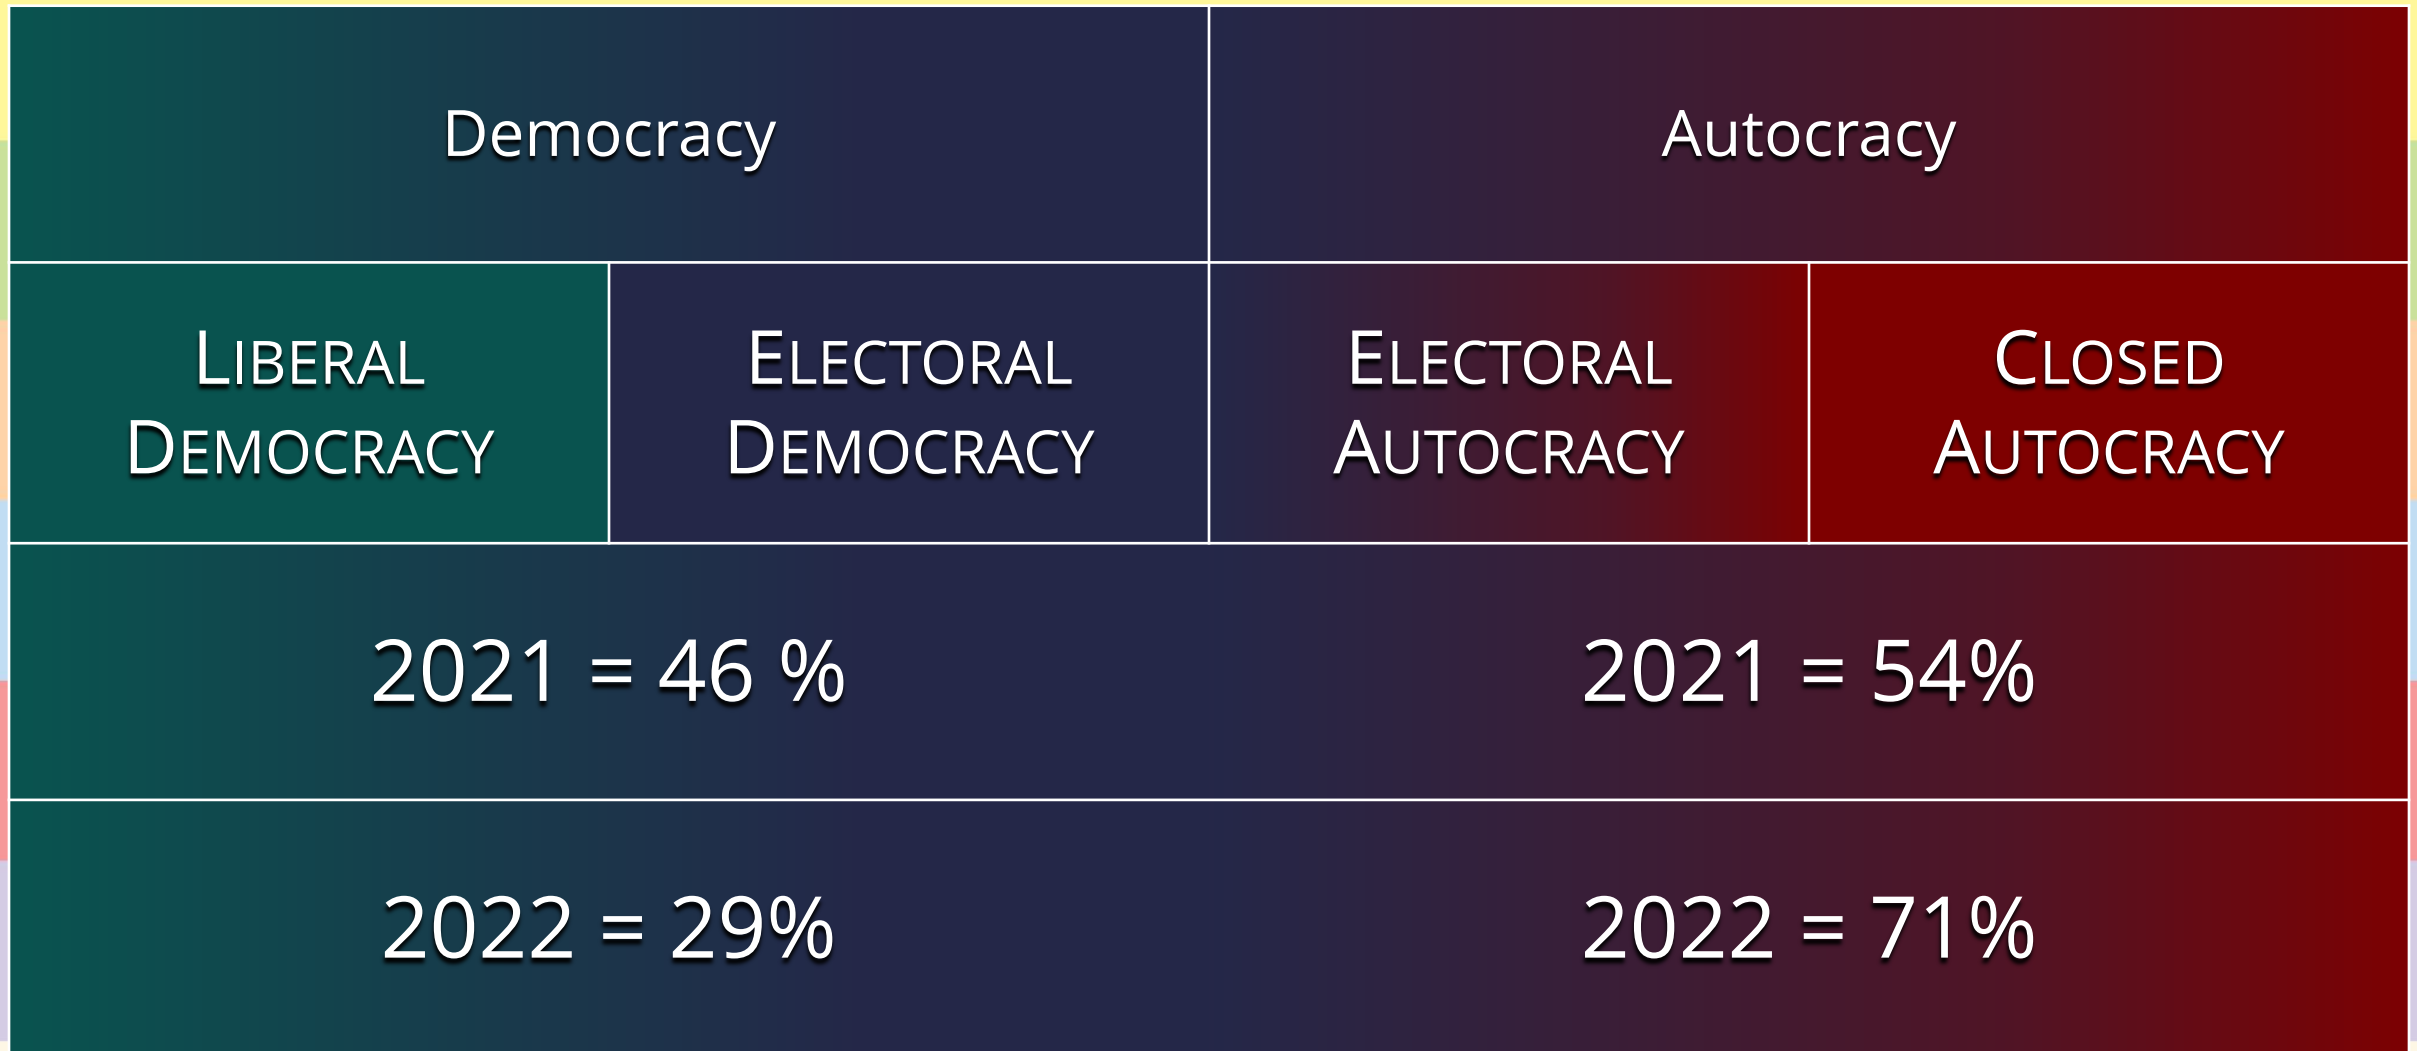 Democracy
Autocracy
LIBERAL
DEMOCRACY
ELECTORAL
DEMOCRACY
ELECTORAL
AUTOCRACY
CLOSED
AUTOCRACY
2021 = 46 %
2021 = 54%
2022 = 29%
2022 = 71%